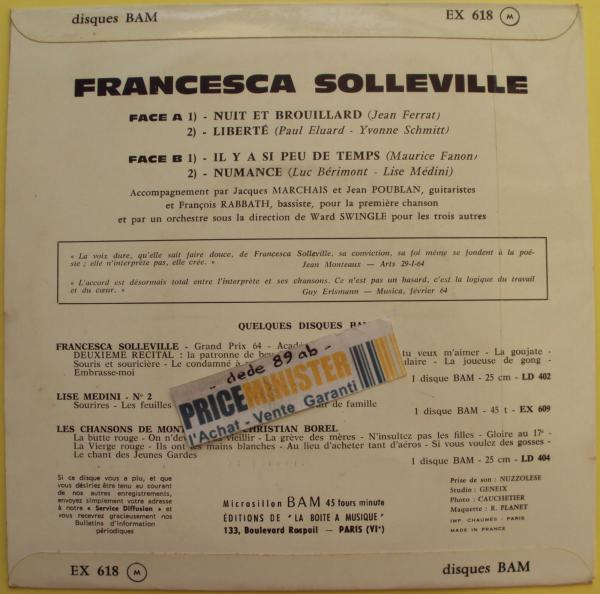 disques BAM EX 618 M
FRANCESCA SOLLEVILLE
FACE A 1) - NUIT ET BROUILLARD (Jean Ferrat)
2) - LIBERTÉ (Paul Eluard - Yvonne Schmitt)
FACE B 1) - IL Y A SI PEU DE TEMPS (Maurice Fanon)
2) - NUMANCE (Luc Bérimont - Lise Médini)
Accompagnement par Jacques MARCHAIS et Jean POUBLAN, guitaristes
et François RABBATH, bassiste, pour la première chanson
et par un orchestre sous la direction de Ward SWINGLE pour les trois autres
« La voix dure, qu'elle sait faire douce, de Francesca Solleville, sa conviction, sa foi même se fondent à la poé-
sie ; elle n'interprète pas, elle crée. » Jean Monteaux — Arts 29-1-64
« L'accord est désormais total entre l'interprète et ses chansons. Ce n'est pas un hasard, c'est la logique du travail
et du cœur. » Guy Erismann — Musica, février 64
QUELQUES DISQUES
FRANCESCA SOLLEVILLE - Grand Prix 64 -
DEUXIEME RECITAL : la patronne de tu veux m'aimer - La goujate -
Souris et souricière - Le condamné à - La joueuse de gong -
Embrasse-moi
1 disque BAM - 25 cm - LD 402
LISE MEDINI - N° 2
Sourires - Les feuilles de famille
1 disque BAM - 45 t - EX 609
LES CHANSONS DE CHRISTIAN BOREL
La butte rouge - On vieillir - La grève des mères - N'insultez pas les filles - Gloire au 17e -
La Vierge rouge - Ils ont les mains blanches - Au lieu d'acheter tant d'aéros - Si vous voulez des gosses -
Le chant des Jeunes Gardes
1 disque BAM - 25 cm - LD 404
- dede 89 ab -
PRICEMINISTER
l'Achat - Vente Garanti !
Si ce disque vous a plu, et que
vous désiriez être tenu au courant
de nos autres enregistrements,
envoyez simplement votre adresse
à notre « Service Diffusion » et
vous recevrez gracieusement nos
Bulletins d'information
périodiques
Microsillon BAM 45 tours minute
ÉDITIONS DE "LA BOITE A MUSIQUE"
133, Boulevard Raspail — PARIS (VIe)
Prise de son : NUZZOLESE
Studio : GENEIX
Photo : CAUCHETIER
Maquette : R. PLANET
IMP. CHAUMES - PARIS
MADE IN FRANCE
EX 618 M disques BAM